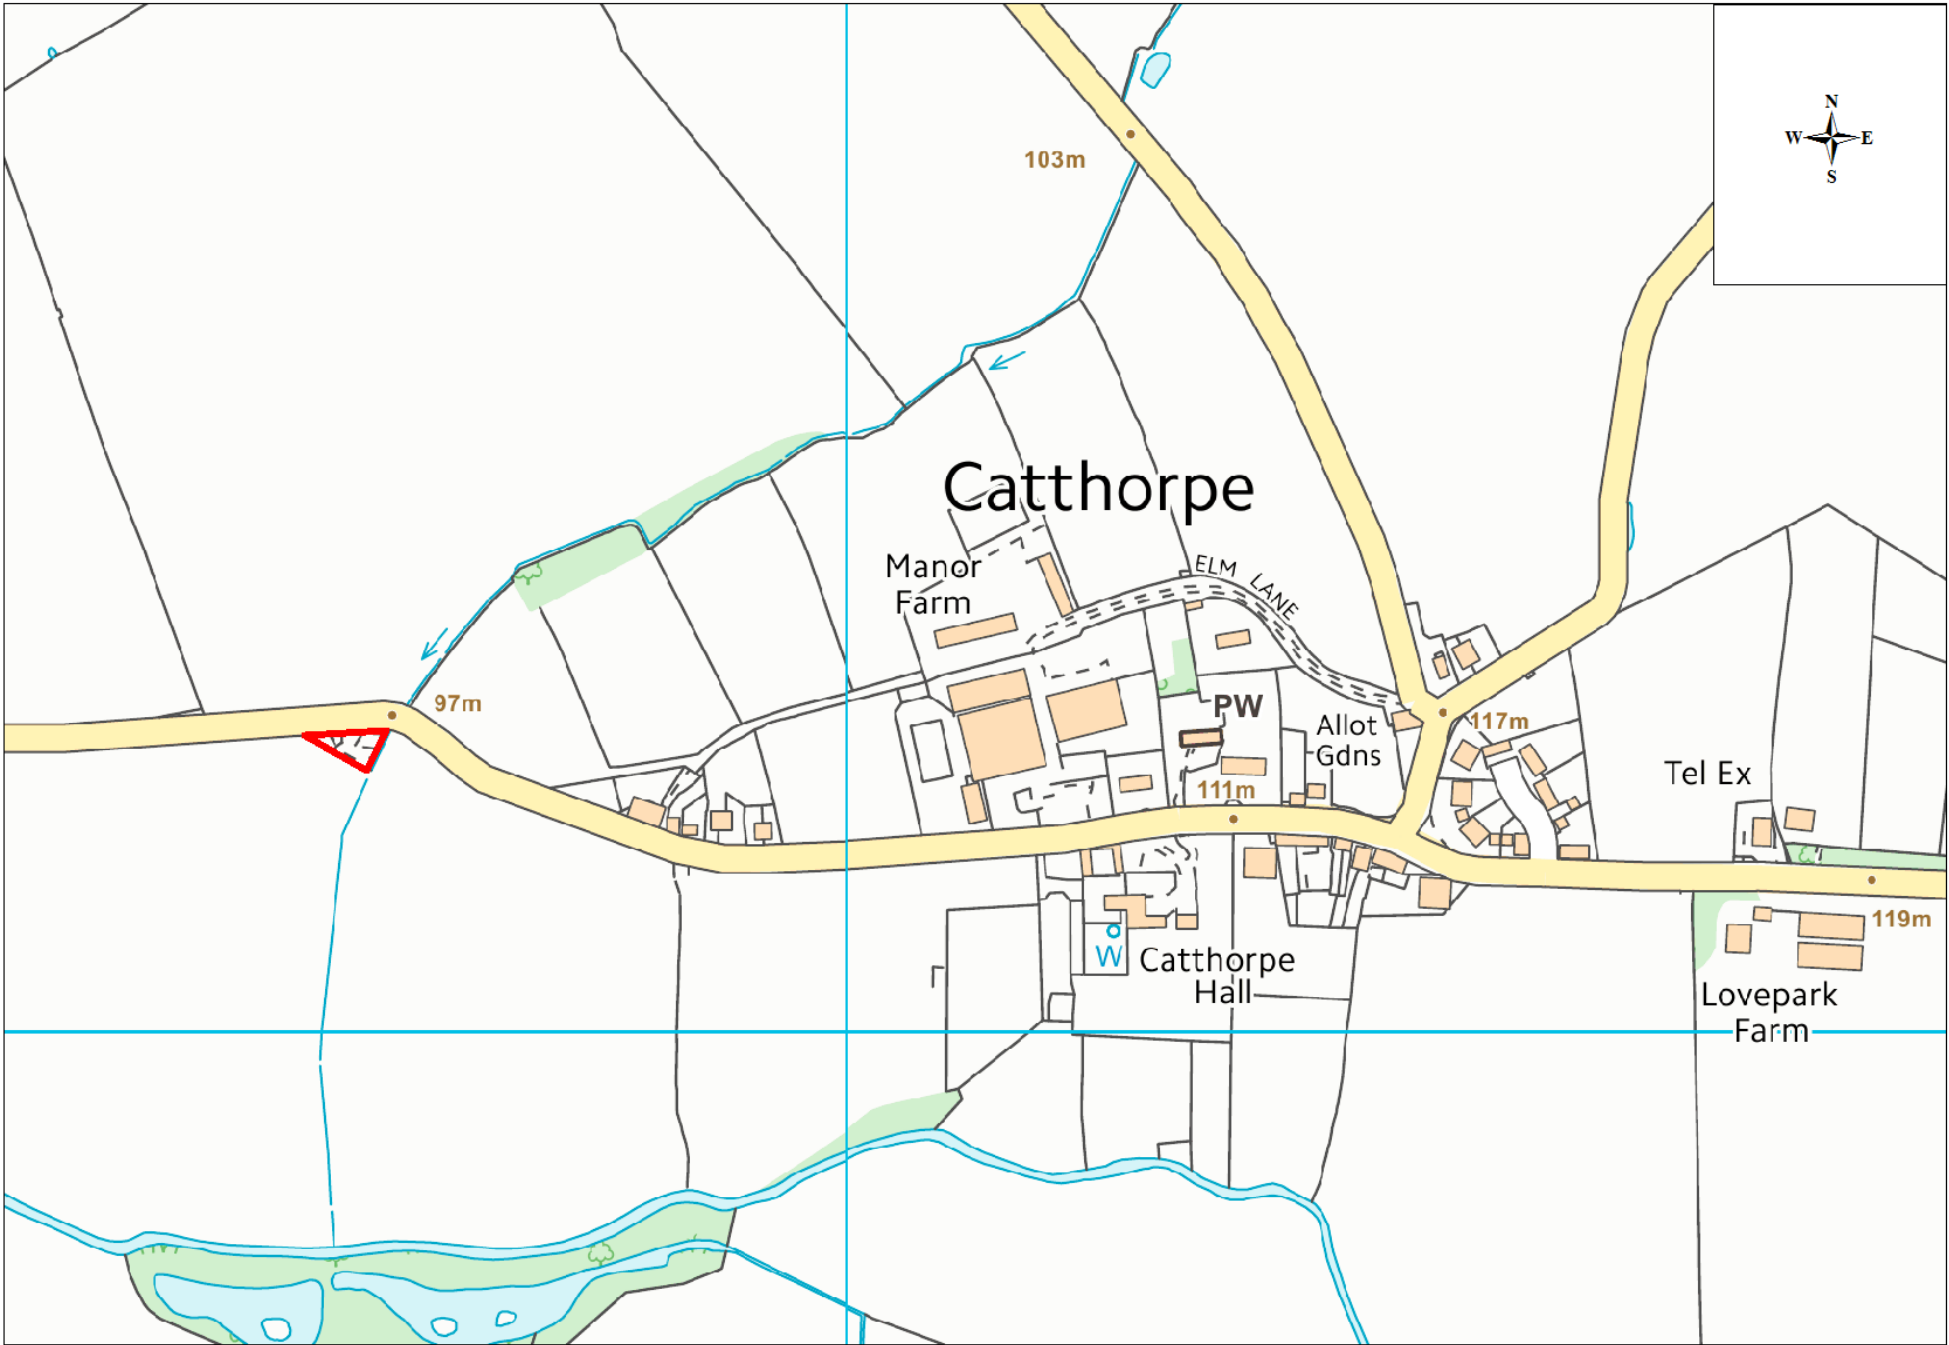 N
W E
S
103m
Catthorpe
Manor
Farm
ELM LANE
97m
PW
117m
Allot
Gdns
Tel Ex
111m
119m
W
Catthorpe
Hall
Lovepark
Farm